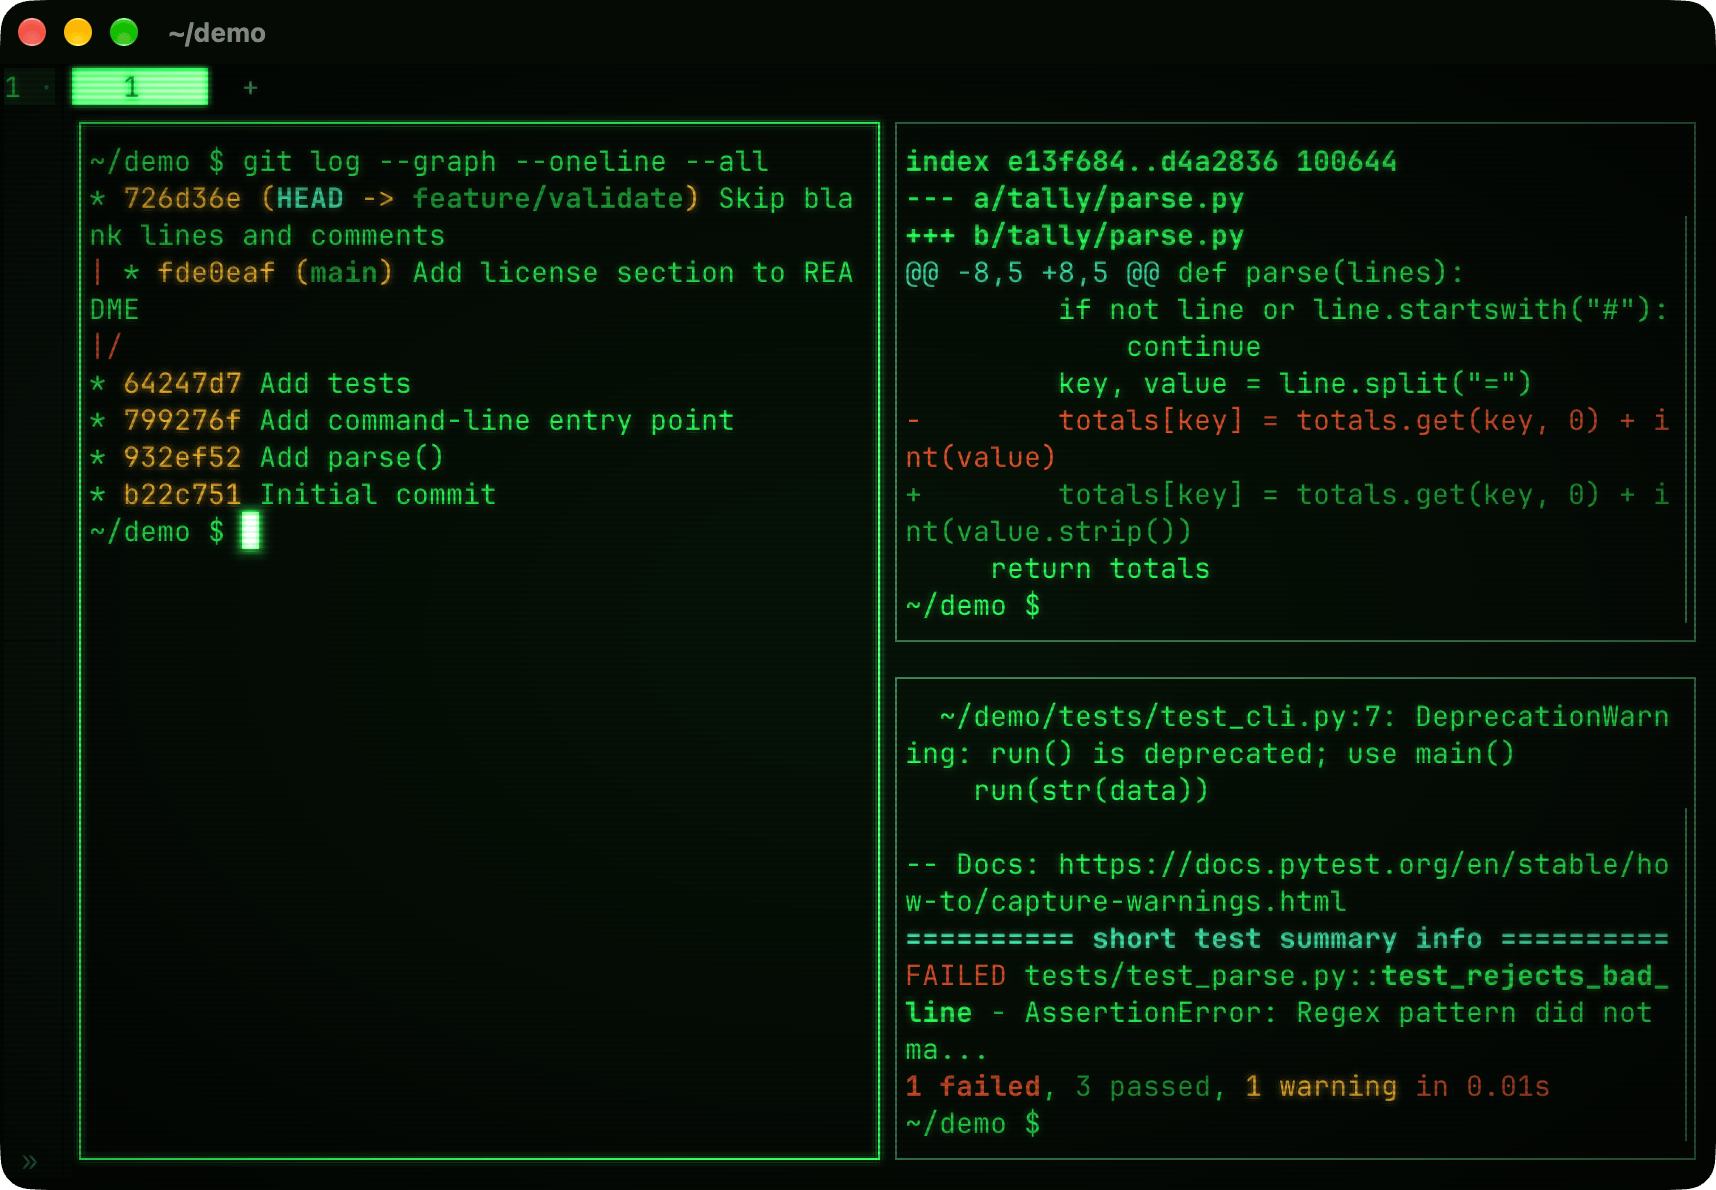 ~/demo
1 ·
1
+
~/demo $ git log --graph --oneline --all
* 726d36e (HEAD -> feature/validate) Skip bla
nk lines and comments
| * fde0eaf (main) Add license section to REA
DME
|/
* 64247d7 Add tests
* 799276f Add command-line entry point
* 932ef52 Add parse()
* b22c751 Initial commit
~/demo $
index e13f684..d4a2836 100644
--- a/tally/parse.py
+++ b/tally/parse.py
@@ -8,5 +8,5 @@ def parse(lines):
         if not line or line.startswith("#"):
             continue
         key, value = line.split("=")
-        totals[key] = totals.get(key, 0) + i
nt(value)
+        totals[key] = totals.get(key, 0) + i
nt(value.strip())
     return totals
~/demo $
  ~/demo/tests/test_cli.py:7: DeprecationWarn
ing: run() is deprecated; use main()
    run(str(data))
-- Docs: https://docs.pytest.org/en/stable/ho
w-to/capture-warnings.html
========== short test summary info ==========
FAILED tests/test_parse.py::test_rejects_bad_
line - AssertionError: Regex pattern did not
ma...
1 failed, 3 passed, 1 warning in 0.01s
~/demo $
»